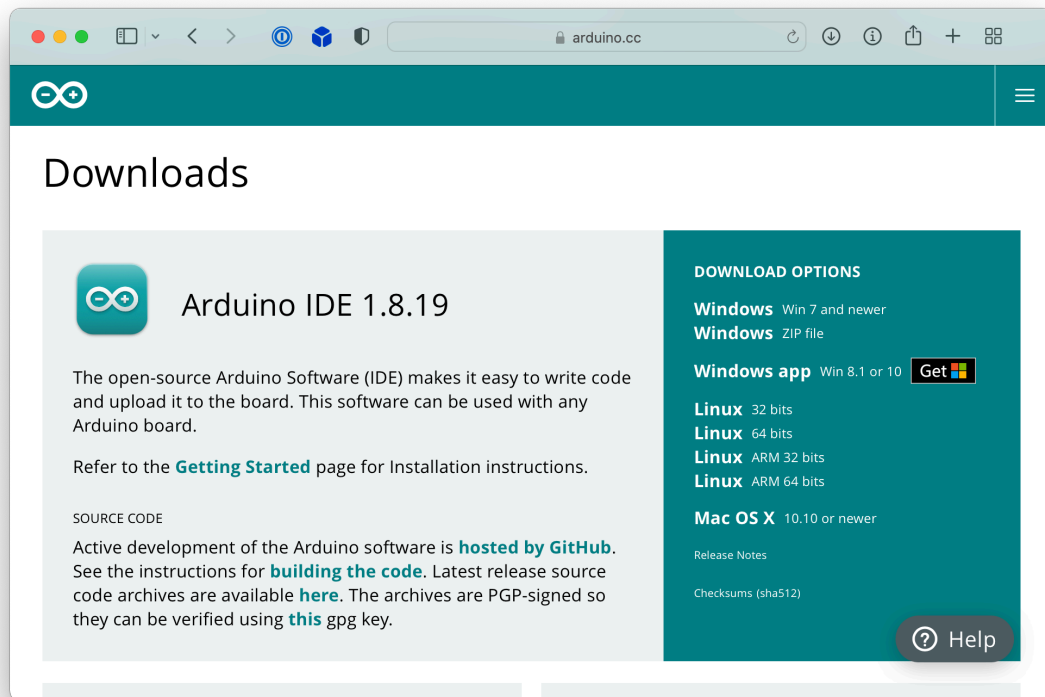 arduino.cc
Downloads
Arduino IDE 1.8.19
The open-source Arduino Software (IDE) makes it easy to write code
and upload it to the board. This software can be used with any
Arduino board.
Refer to the Getting Started page for Installation instructions.
SOURCE CODE
Active development of the Arduino software is hosted by GitHub.
See the instructions for building the code. Latest release source
code archives are available here. The archives are PGP-signed so
they can be verified using this gpg key.
DOWNLOAD OPTIONS
Windows Win 7 and newer
Windows ZIP file
Windows app Win 8.1 or 10 Get
Linux 32 bits
Linux 64 bits
Linux ARM 32 bits
Linux ARM 64 bits
Mac OS X 10.10 or newer
Release Notes
Checksums (sha512)
Help